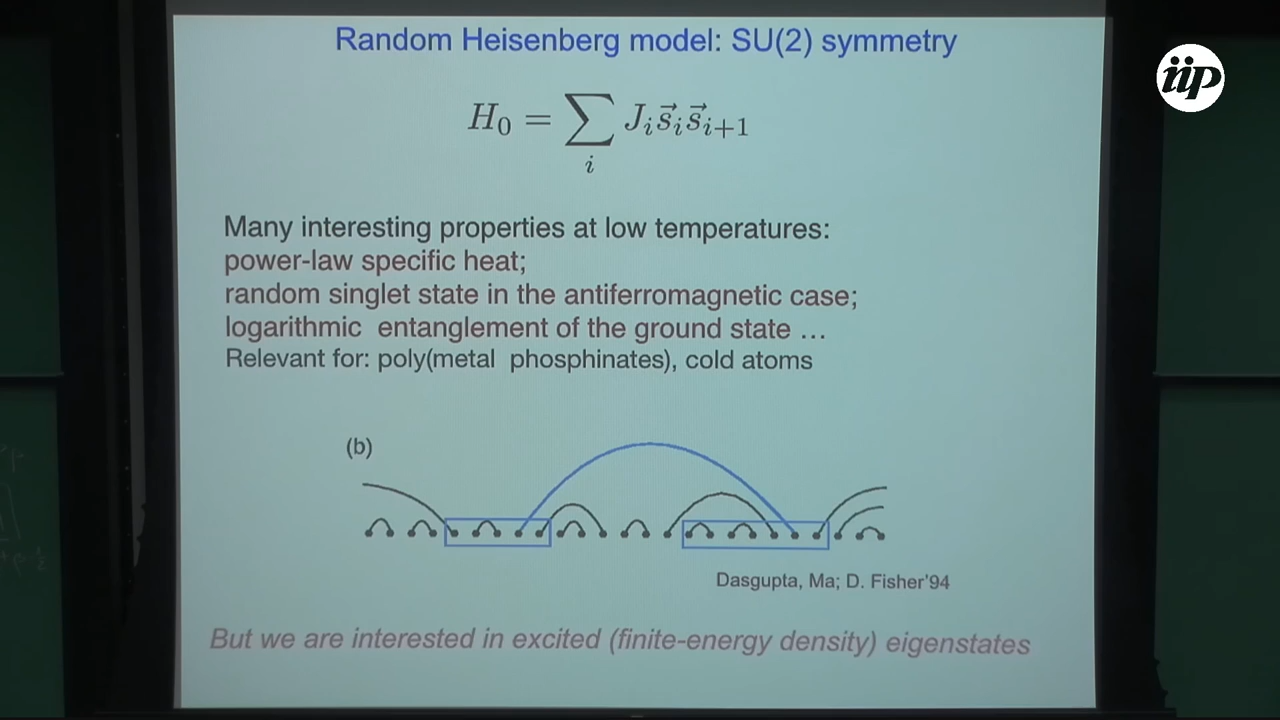 Random Heisenberg model: SU(2) symmetry
iip
H₀ = ∑ᵢ Jᵢs⃗ᵢs⃗ᵢ₊₁
Many interesting properties at low temperatures:
power-law specific heat;
random singlet state in the antiferromagnetic case;
logarithmic entanglement of the ground state ...
Relevant for: poly(metal phosphinates), cold atoms
(b)
Dasgupta, Ma; D. Fisher'94
But we are interested in excited (finite-energy density) eigenstates